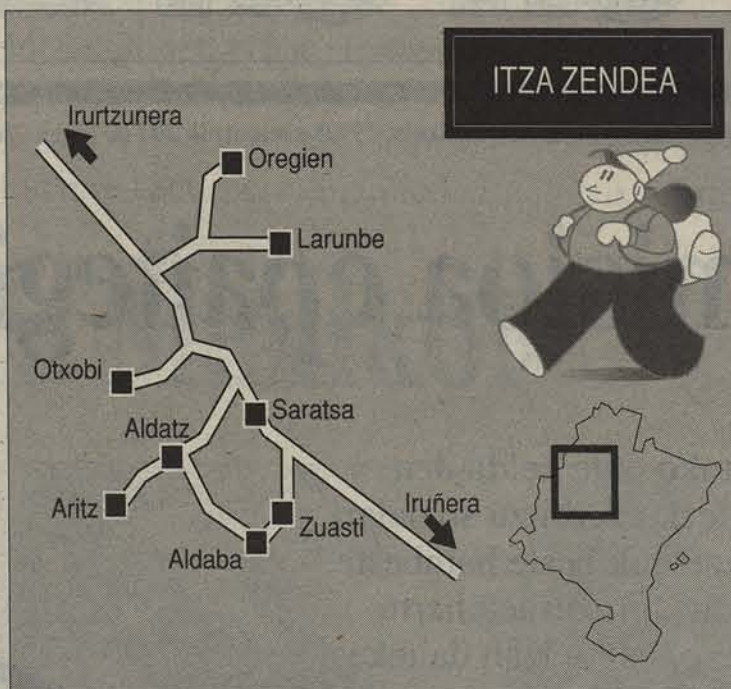 ITZA ZENDEA
Irurtzunera
Oregien
Larunbe
Otxobi
Saratsa
Aldatz
Aritz
Iruñera
Zuasti
Aldaba